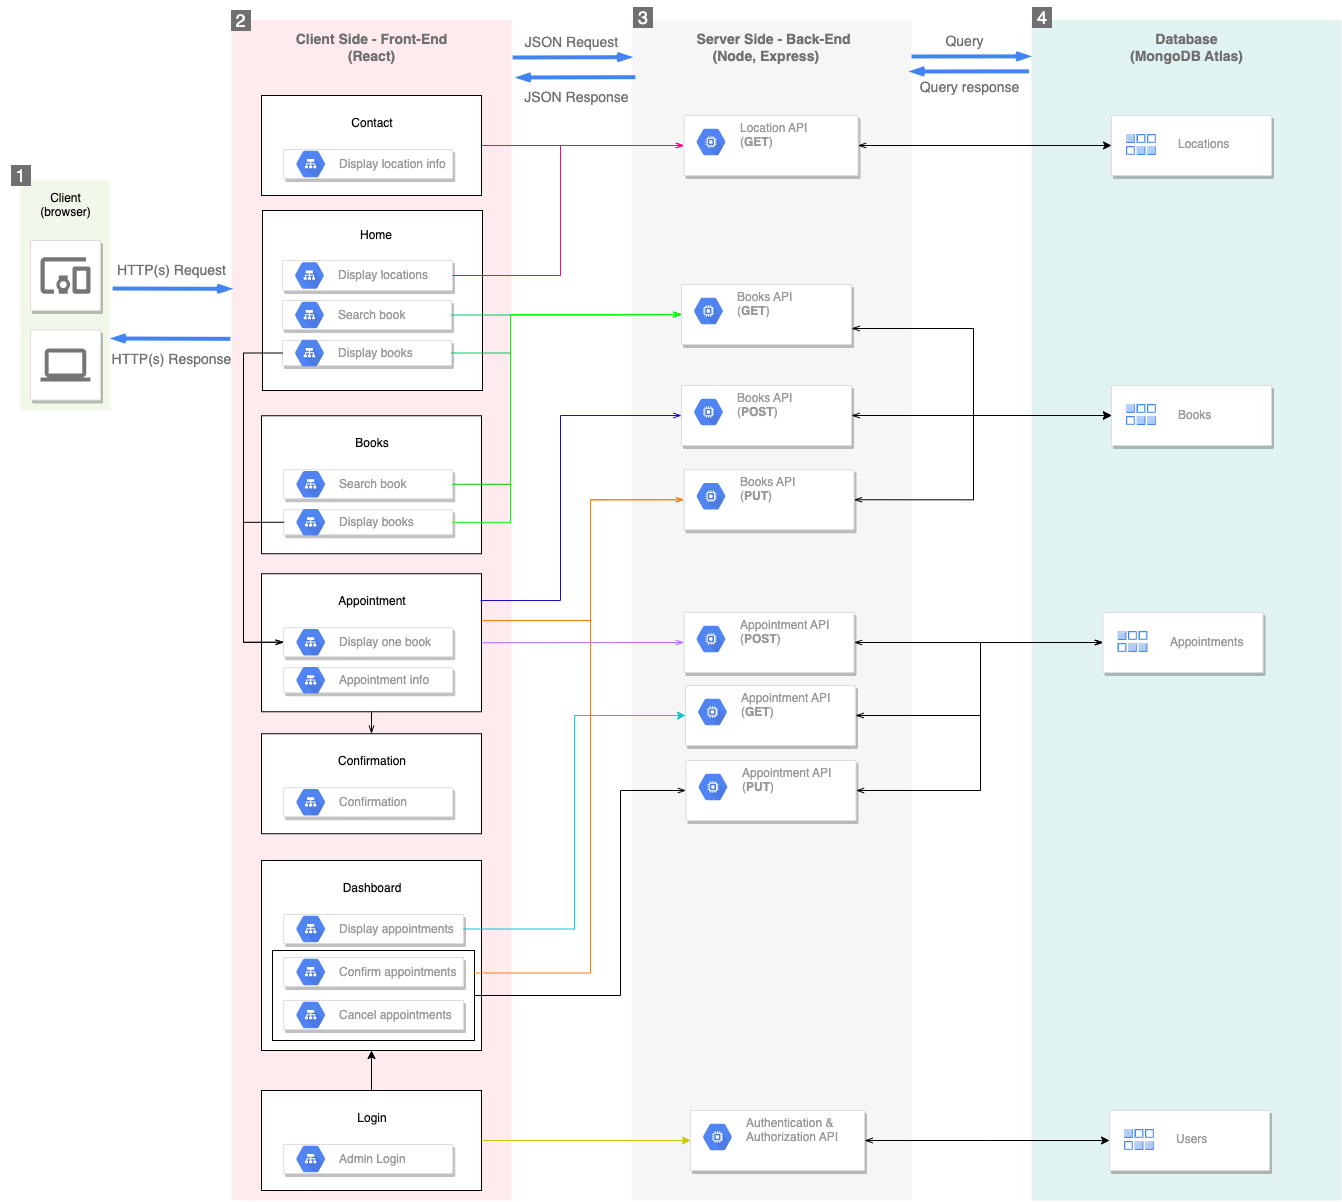 1
Client
(browser)
HTTP(s) Request
HTTP(s) Response
2
Client Side - Front-End
(React)
Contact
Display location info
Home
Display locations
Search book
Display books
Books
Search book
Display books
Appointment
Display one book
Appointment info
Confirmation
Confirmation
Dashboard
Display appointments
Confirm appointments
Cancel appointments
Login
Admin Login
JSON Request
JSON Response
3
Server Side - Back-End
(Node, Express)
Location API
(GET)
Books API
(GET)
Books API
(POST)
Books API
(PUT)
Appointment API
(POST)
Appointment API
(GET)
Appointment API
(PUT)
Authentication &
Authorization API
Query
Query response
4
Database
(MongoDB Atlas)
Locations
Books
Appointments
Users